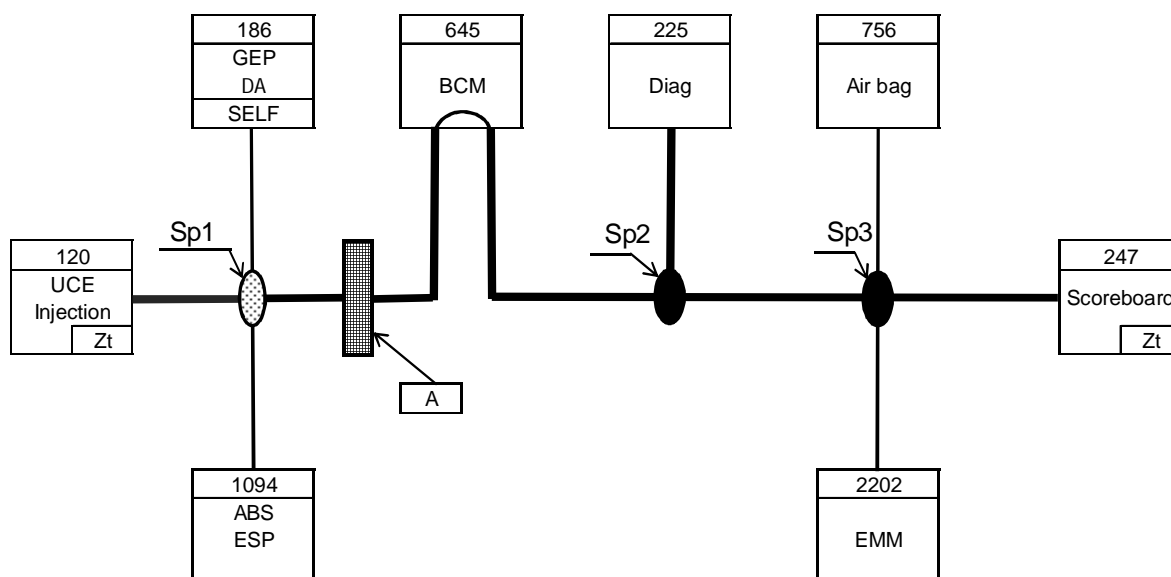 186
GEP
DA
SELF
645
BCM
225
Diag
756
Air bag
Sp1
Sp2
Sp3
120
UCE
Injection
Zt
247
Scoreboard
Zt
A
1094
ABS
ESP
2202
EMM